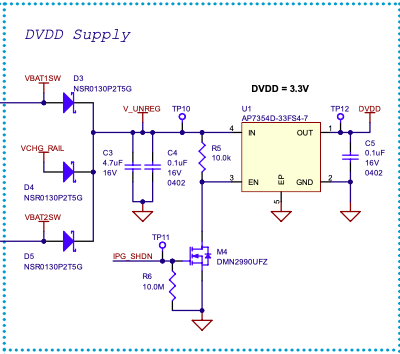 DVDD Supply
VBAT1SW
D3
NSR0130P2T5G
VCHG_RAIL
D4
NSR0130P2T5G
VBAT2SW
D5
NSR0130P2T5G
V_UNREG
TP10
C3
4.7uF
16V
C4
0.1uF
16V
0402
R5
10.0k
DVDD = 3.3V
U1
AP7354D-33FS4-7
4
IN
OUT
1
3
EN
EP
GND
2
5
TP12
DVDD
C5
0.1uF
16V
0402
TP11
IPG_SHDN
R6
10.0M
M4
DMN2990UFZ